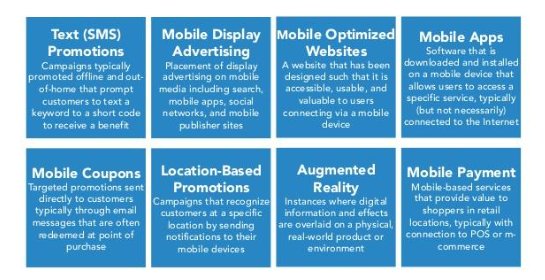 Text (SMS)
Promotions
Campaigns typically
promoted offline and out-
of-home that prompt
customers to text a
keyword to a short code
to receive a benefit
Mobile Display
Advertising
Placement of display
advertising on mobile
media including search,
mobile apps, social
networks, and mobile
publisher sites
Mobile Optimized
Websites
A website that has been
designed such that it is
accessible, usable, and
valuable to users
connecting via a mobile
device
Mobile Apps
Software that is
downloaded and installed
on a mobile device that
allows users to access a
specific service, typically
(but not necessarily)
connected to the Internet
Mobile Coupons
Targeted promotions sent
directly to customers
typically through email
messages that are often
redeemed at point of
purchase
Location-Based
Promotions
Campaigns that recognize
customers at a specific
location by sending
notifications to their
mobile devices
Augmented
Reality
Instances where digital
information and effects
are overlaid on a physical,
real-world product or
environment
Mobile Payment
Mobile-based services
that provide value to
shoppers in retail
locations, typically with
connection to POS or m-
commerce